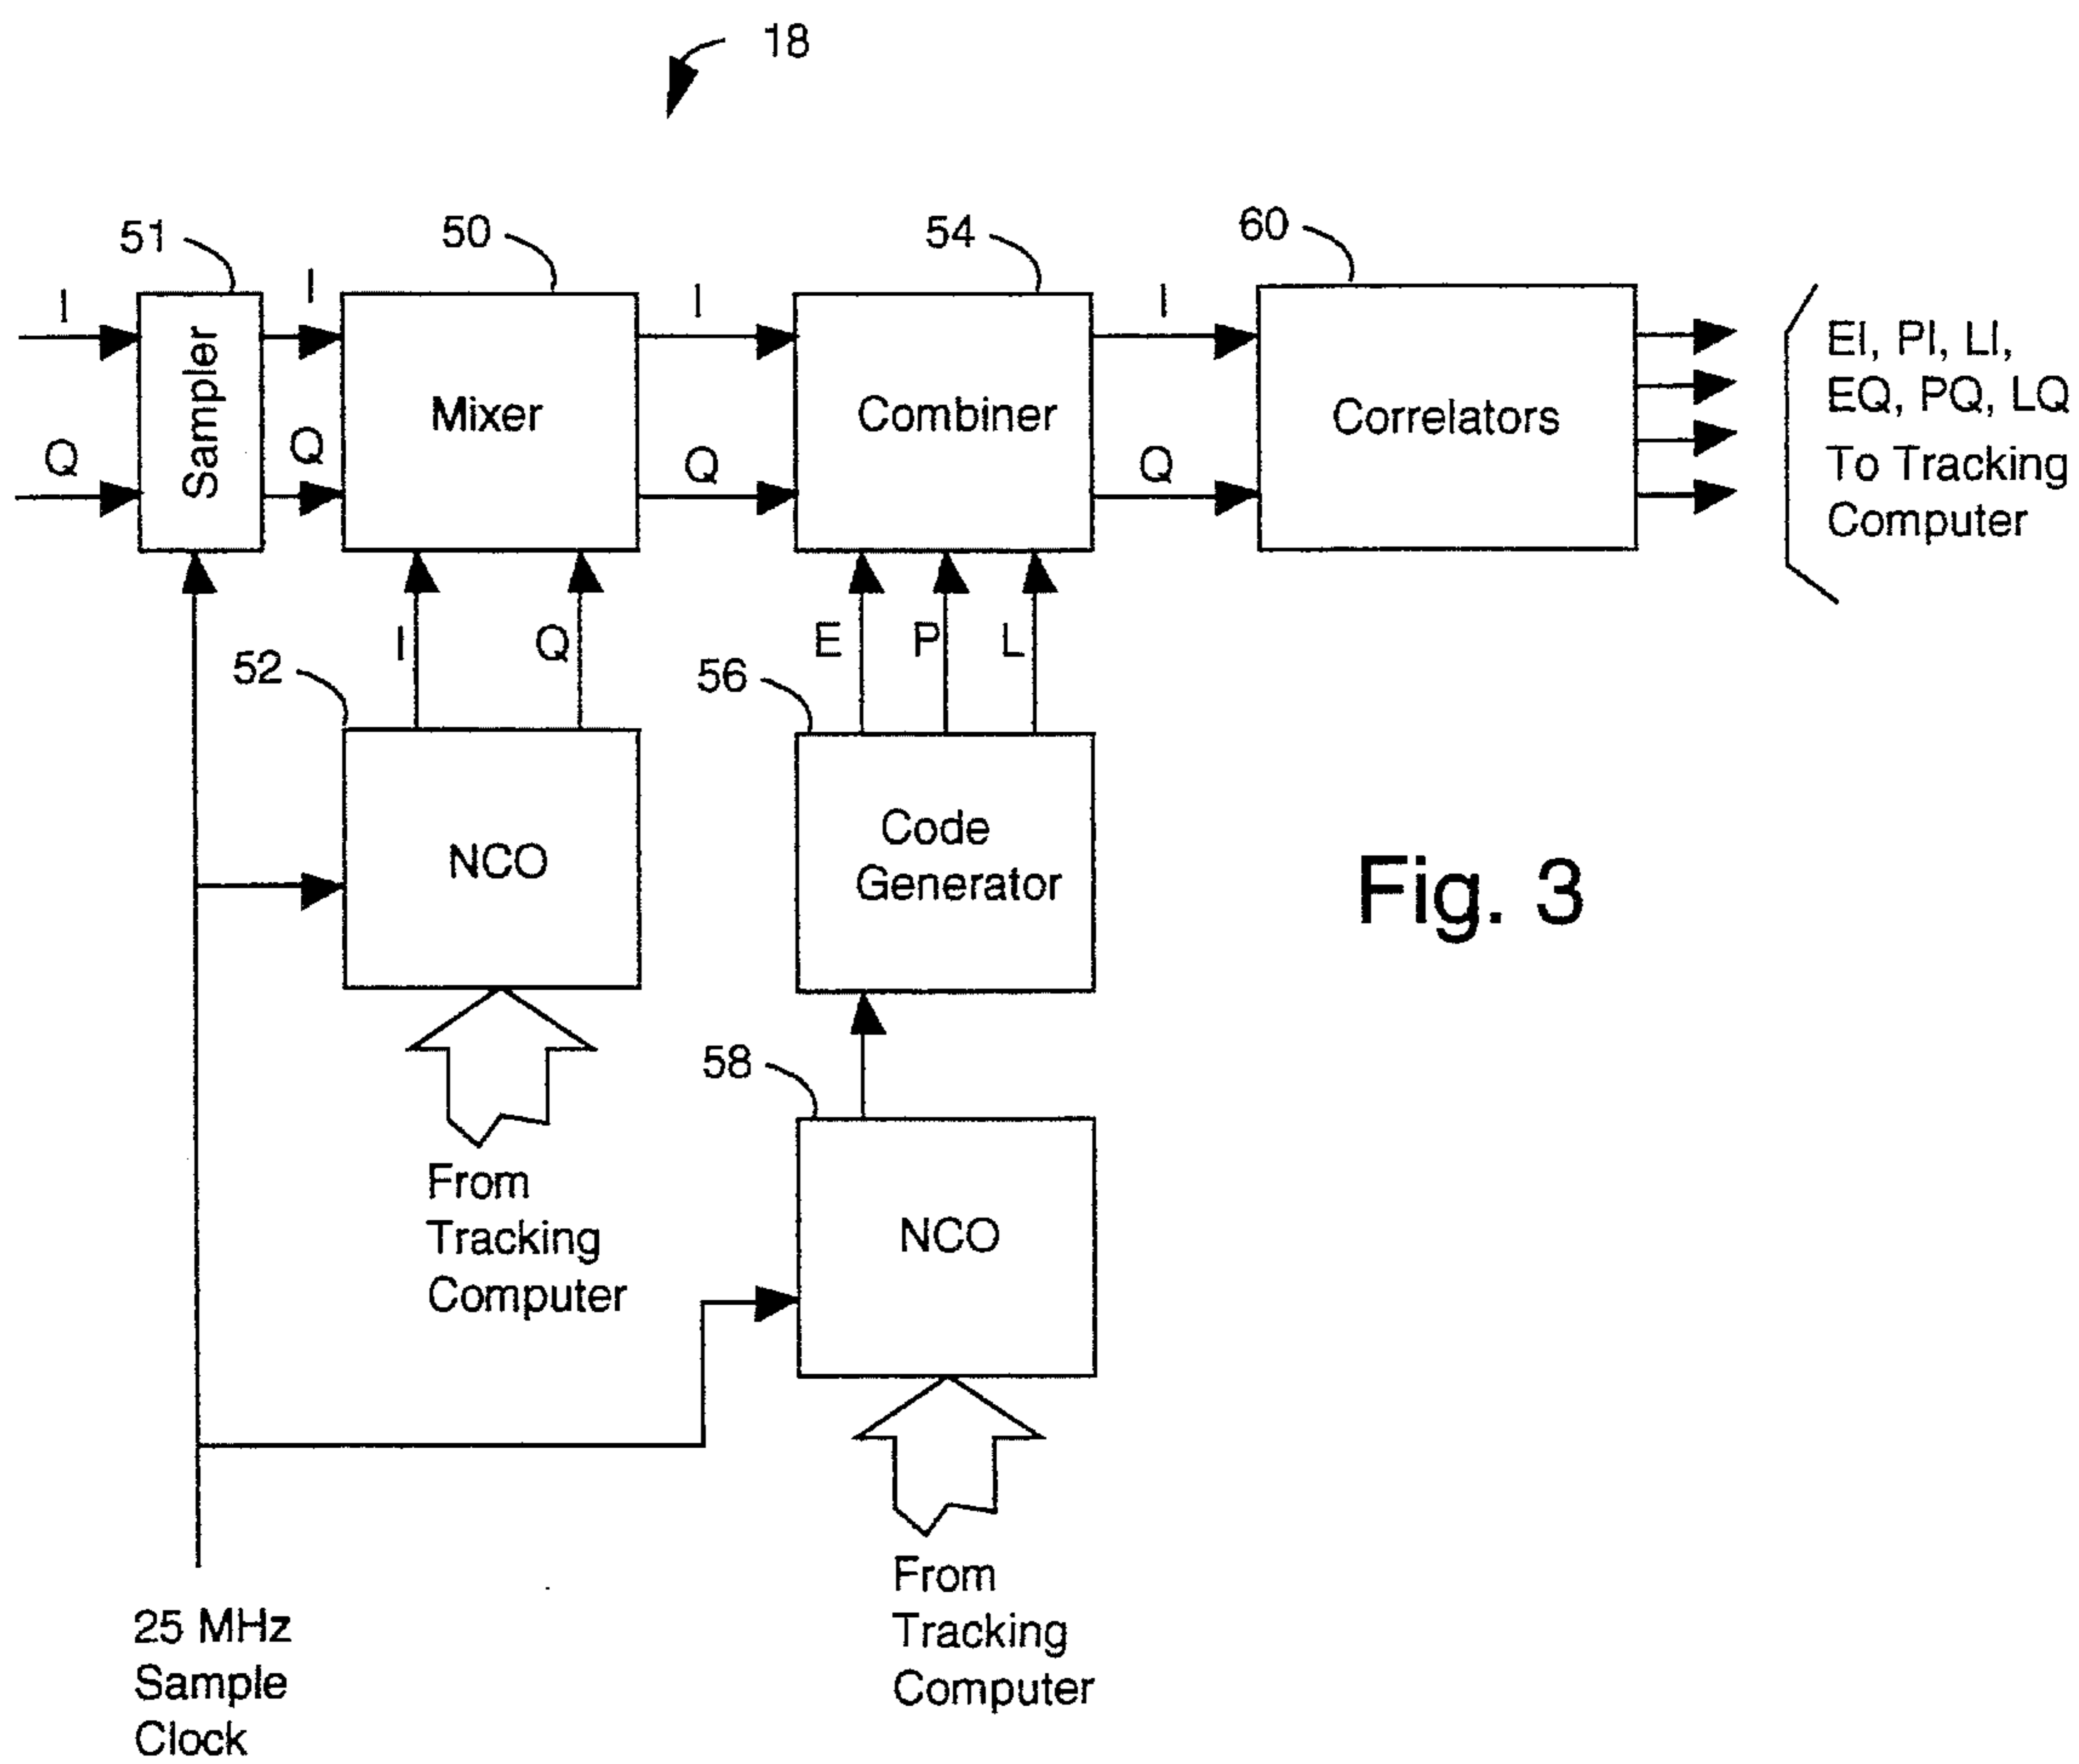 18
51
50
54
60
I
I
I
I
Q
Q
Q
Q
Sampler
Mixer
Combiner
Correlators
EI, PI, LI,
EQ, PQ, LQ
To Tracking
Computer
I
Q
E
P
L
52
56
NCO
Code
Generator
Fig. 3
58
From
Tracking
Computer
NCO
From
Tracking
Computer
25 MHz
Sample
Clock